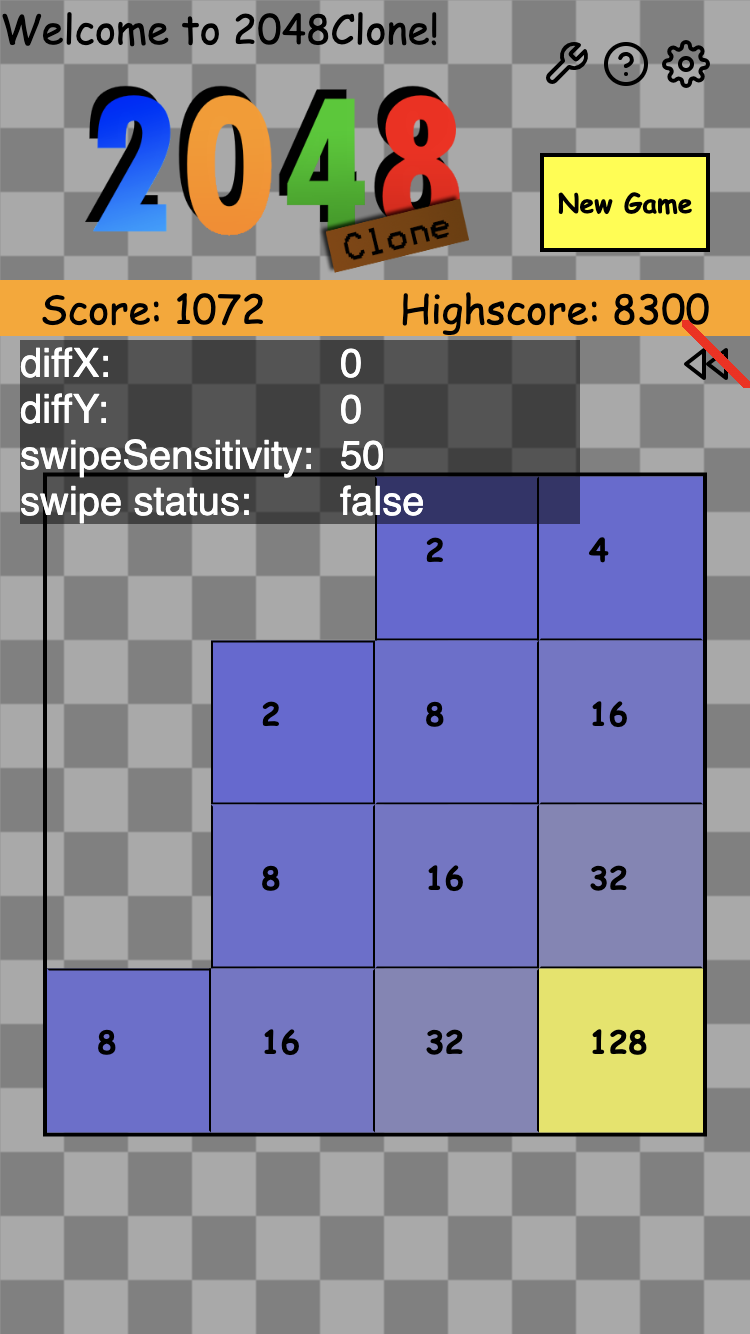 Welcome to 2048Clone!
2048
Clone
New Game
Score: 1072 Highscore: 8300
diffX: 0
diffY: 0
swipeSensitivity: 50
swipe status: false
2 4
2 8 16
8 16 32
8 16 32 128